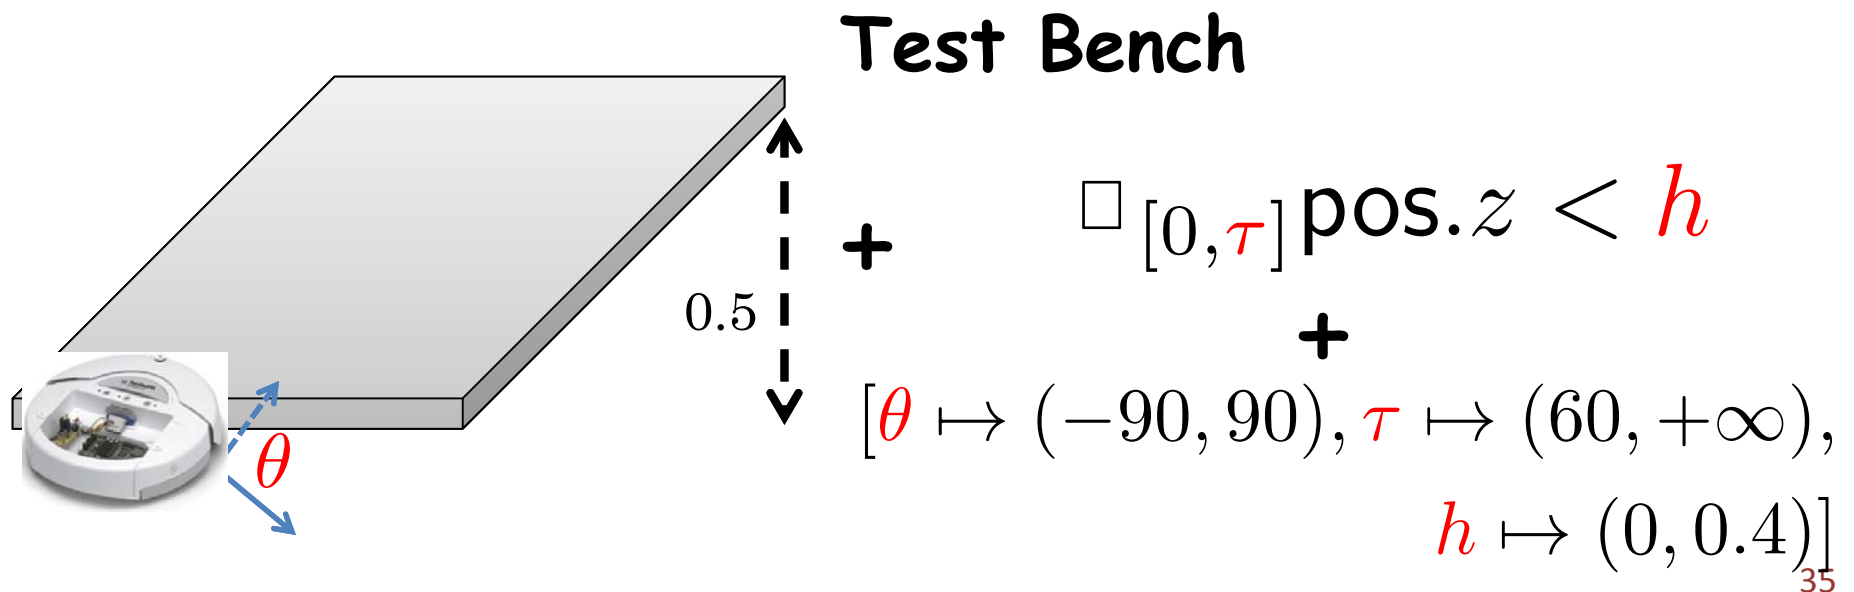 Test Bench
□[0,τ] pos.z < h
+
0.5
+
[θ ↦ (−90, 90), τ ↦ (60, +∞),
θ
h ↦ (0, 0.4)]
35